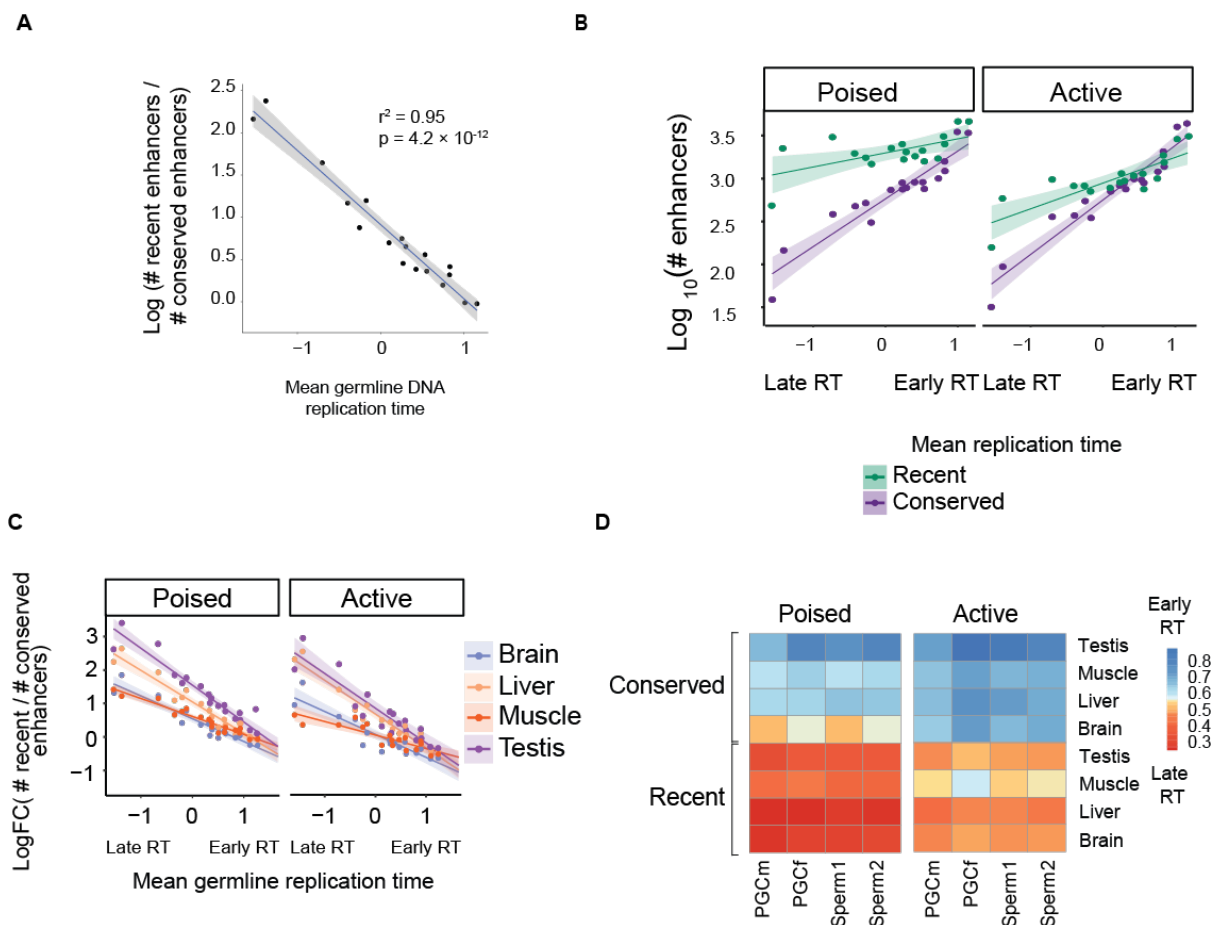 A
Log (# recent enhancers /
# conserved enhancers)
2.5
2.0
1.5
1.0
0.5
0.0
r² = 0.95
p = 4.2 × 10⁻¹²
−1
0
1
Mean germline DNA
replication time
B
Poised
Active
Log ₁₀(# enhancers)
3.5
3.0
2.5
2.0
1.5
−1
0
1
−1
0
1
Late RT
Early RT
Late RT
Early RT
Mean replication time
Recent
Conserved
C
Poised
Active
LogFC( # recent / # conserved
enhancers)
3
2
1
0
−1
−1
0
1
−1
0
1
Late RT
Early RT
Late RT
Early RT
Mean germline replication time
Brain
Liver
Muscle
Testis
D
Poised
Active
Conserved
Recent
Testis
Muscle
Liver
Brain
Testis
Muscle
Liver
Brain
PGCm
PGCf
Sperm1
Sperm2
PGCm
PGCf
Sperm1
Sperm2
Early
RT
0.8
0.7
0.6
0.5
0.4
0.3
Late
RT